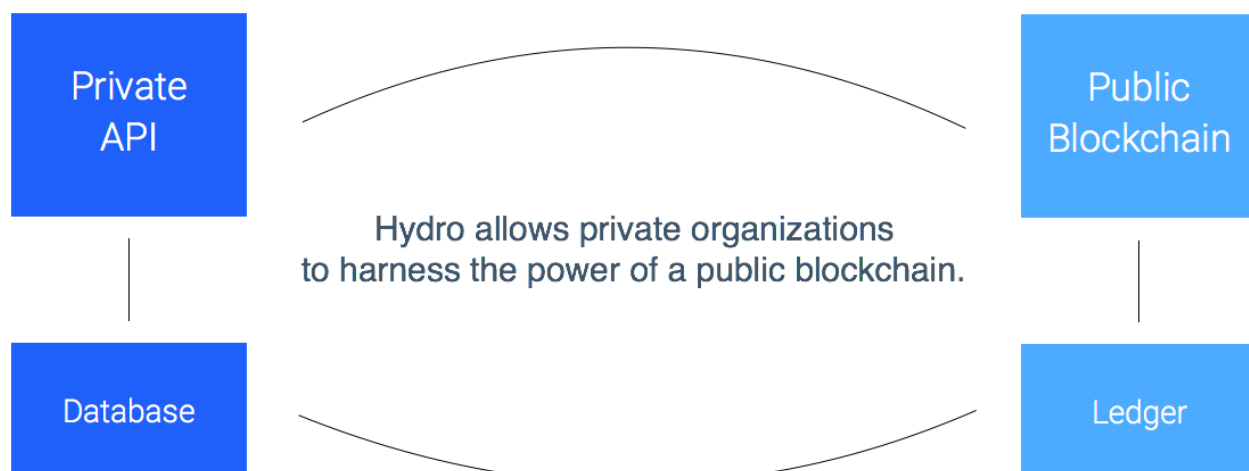 Private
API
Public
Blockchain
Hydro allows private organizations
to harness the power of a public blockchain.
Database
Ledger